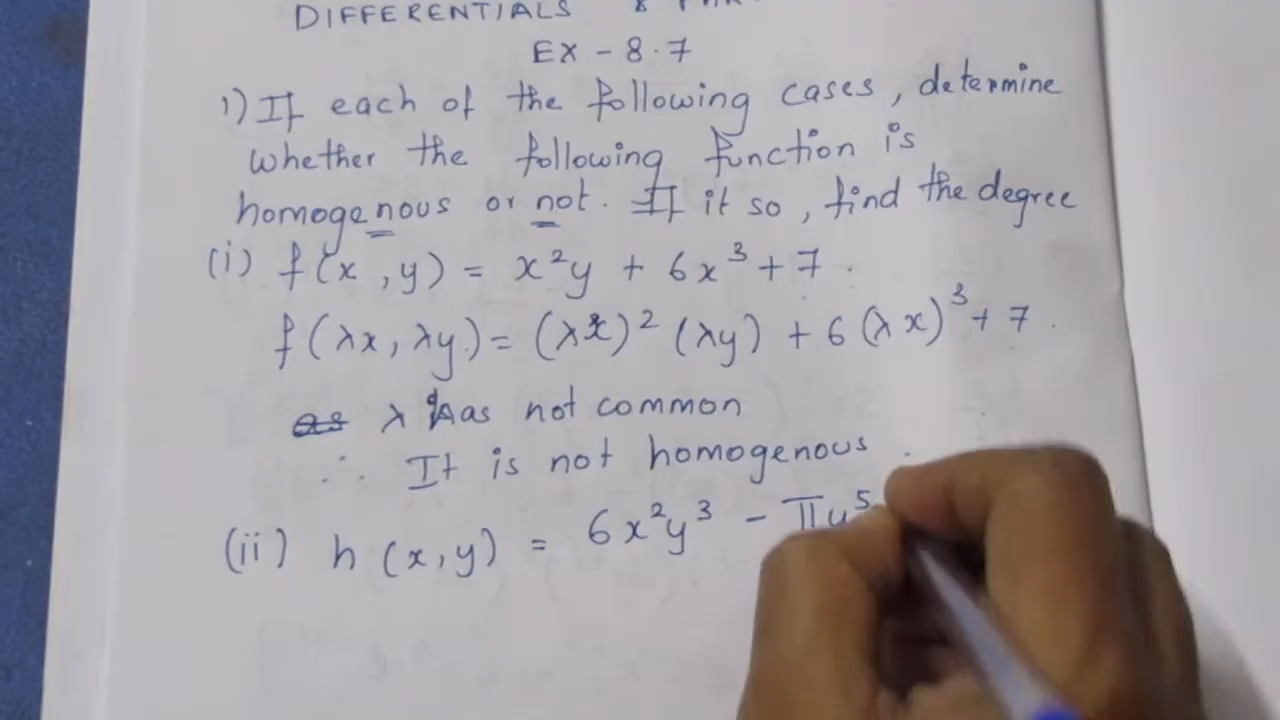 DIFFERENTIALS &
EX - 8.7
1) If each of the following cases, determine
whether the following function is
homogenous or not. If it so, find the degree
(i) f(x,y) = x²y + 6x³ + 7.
f(λx, λy) = (λx)² (λy) + 6(λx)³ + 7.
λ has not common
∴ It is not homogenous.
(ii) h(x,y) = 6x²y³ - πy⁵